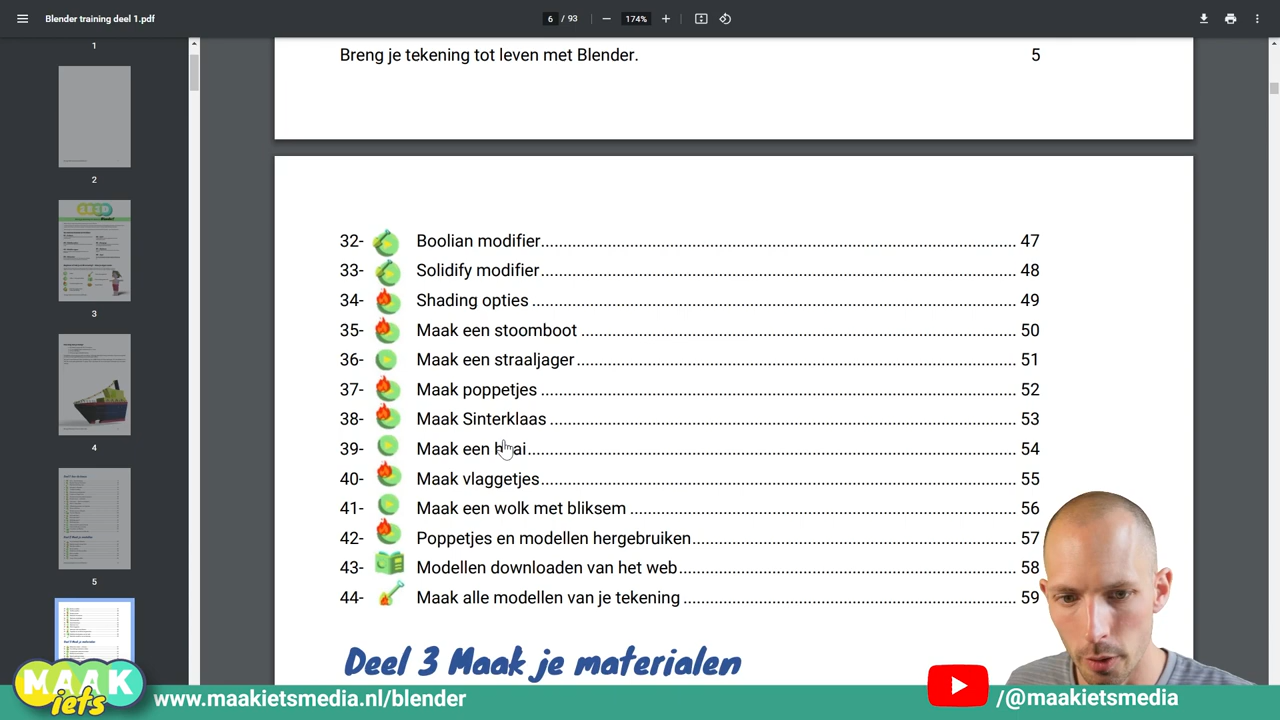 Blender training deel 1.pdf
6 / 93
174%
1
2
3
4
5
Breng je tekening tot leven met Blender. 5
32- Boolian modifier 47
33- Solidify modifier 48
34- Shading opties 49
35- Maak een stoomboot 50
36- Maak een straaljager 51
37- Maak poppetjes 52
38- Maak Sinterklaas 53
39- Maak een haai 54
40- Maak vlaggetjes 55
41- Maak een wolk met bliksem 56
42- Poppetjes en modellen hergebruiken 57
43- Modellen downloaden van het web 58
44- Maak alle modellen van je tekening 59
Deel 3 Maak je materialen
MAAK
iets
www.maakietsmedia.nl/blender
/@maakietsmedia